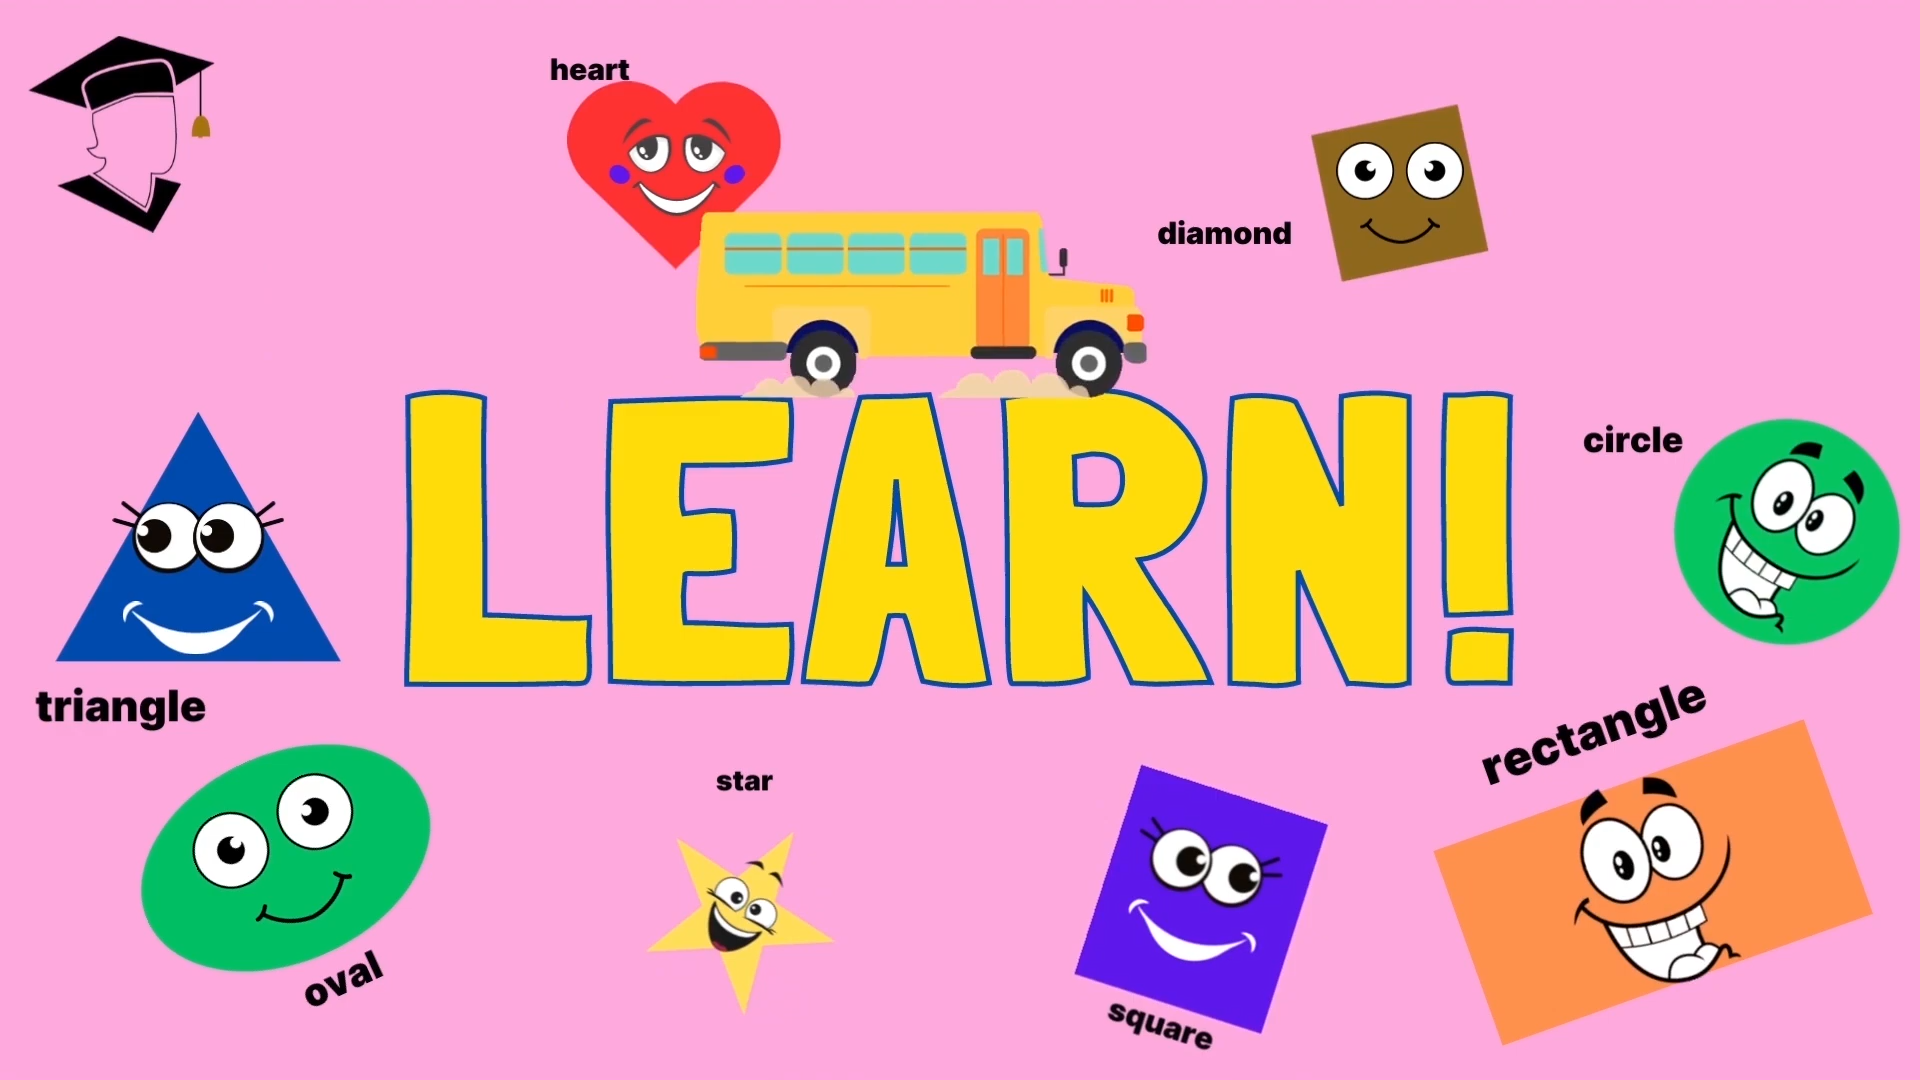 heart
diamond
LEARN!
circle
triangle
rectangle
star
oval
square